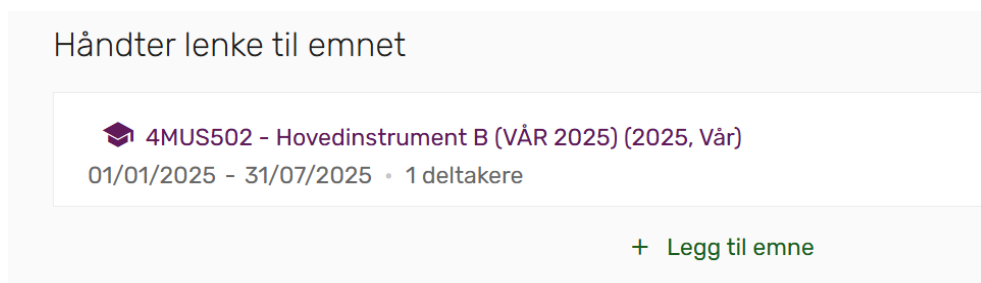 Håndter lenke til emnet
4MUS502 - Hovedinstrument B (VÅR 2025) (2025, Vår)
01/01/2025 - 31/07/2025 • 1 deltakere
+ Legg til emne